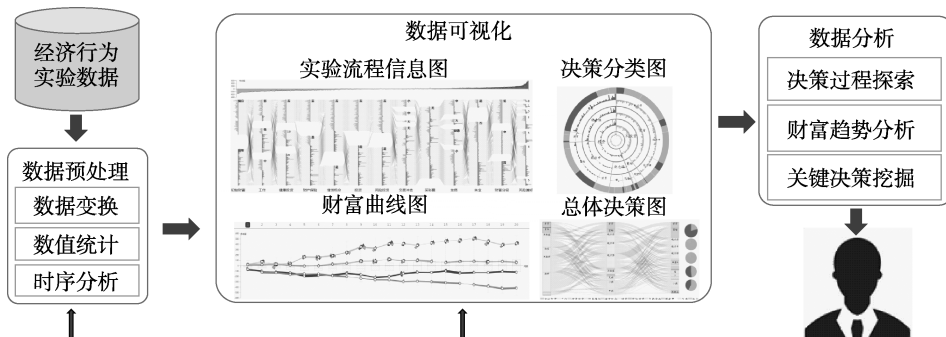 经济行为
实验数据
数据预处理
数据变换
数值统计
时序分析
数据可视化
实验流程信息图
决策分类图
财富曲线图
总体决策图
数据分析
决策过程探索
财富趋势分析
关键决策挖掘